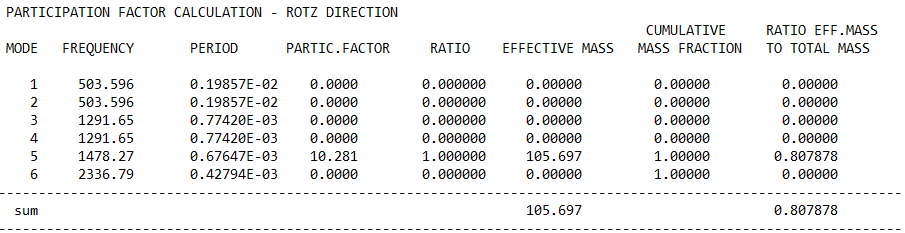 PARTICIPATION FACTOR CALCULATION - ROTZ DIRECTION
CUMULATIVE RATIO EFF.MASS
MODE FREQUENCY PERIOD PARTIC.FACTOR RATIO EFFECTIVE MASS MASS FRACTION TO TOTAL MASS
1 503.596 0.19857E-02 0.0000 0.000000 0.00000 0.00000 0.00000
2 503.596 0.19857E-02 0.0000 0.000000 0.00000 0.00000 0.00000
3 1291.65 0.77420E-03 0.0000 0.000000 0.00000 0.00000 0.00000
4 1291.65 0.77420E-03 0.0000 0.000000 0.00000 0.00000 0.00000
5 1478.27 0.67647E-03 10.281 1.000000 105.697 1.00000 0.807878
6 2336.79 0.42794E-03 0.0000 0.000000 0.00000 1.00000 0.00000
sum 105.697 0.807878